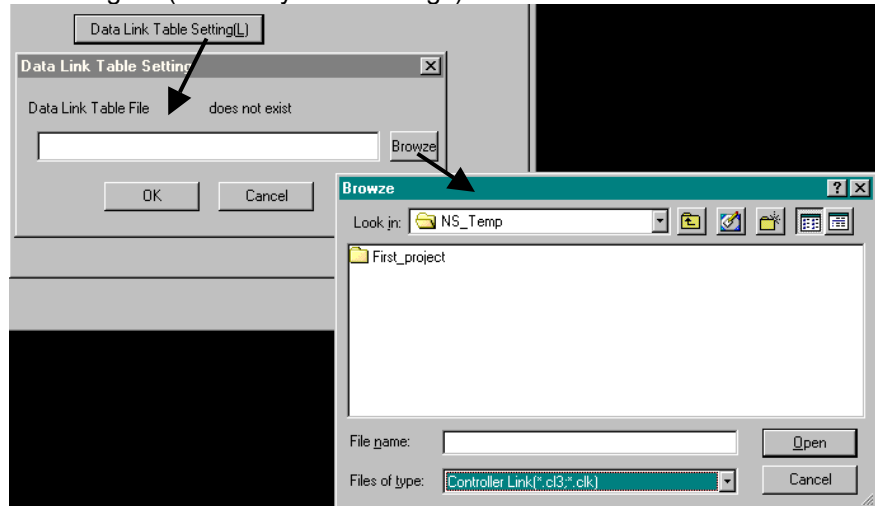 Data Link Table Setting(L)
Data Link Table Setting
Data Link Table File does not exist
Browze
OK Cancel
Browze
Look in: NS_Temp
First_project
File name: Open
Files of type: Controller Link(*.cl3;*.clk) Cancel